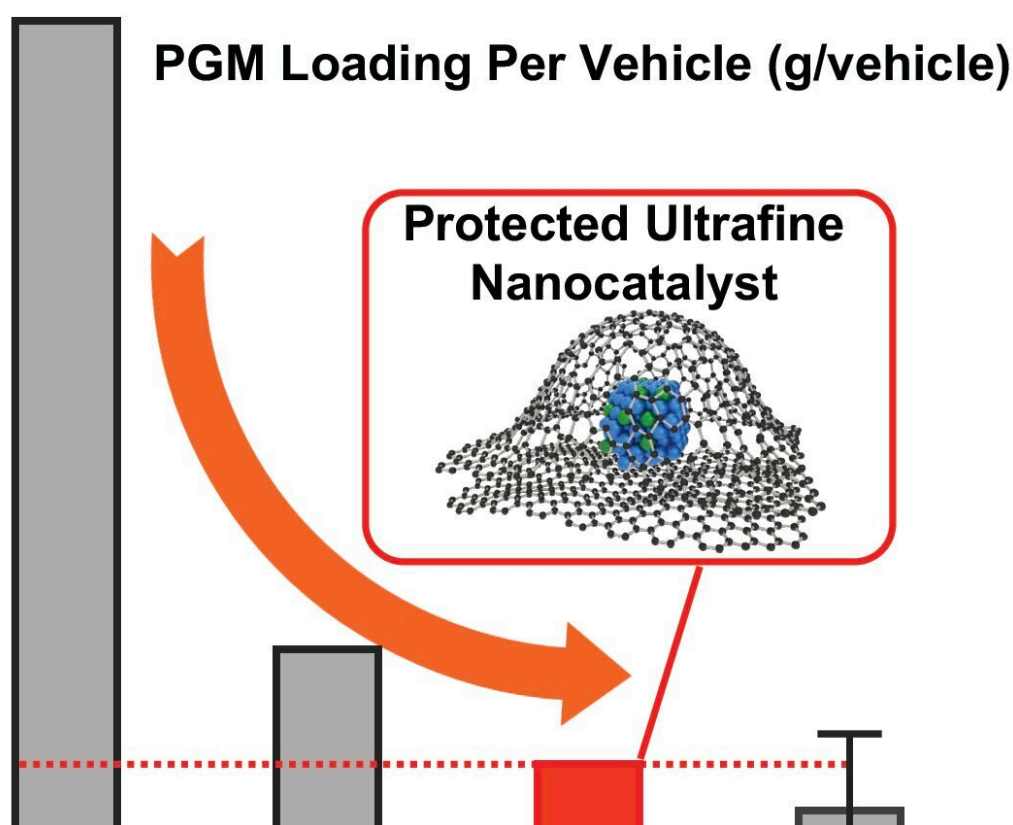 PGM Loading Per Vehicle (g/vehicle)
Protected Ultrafine
Nanocatalyst